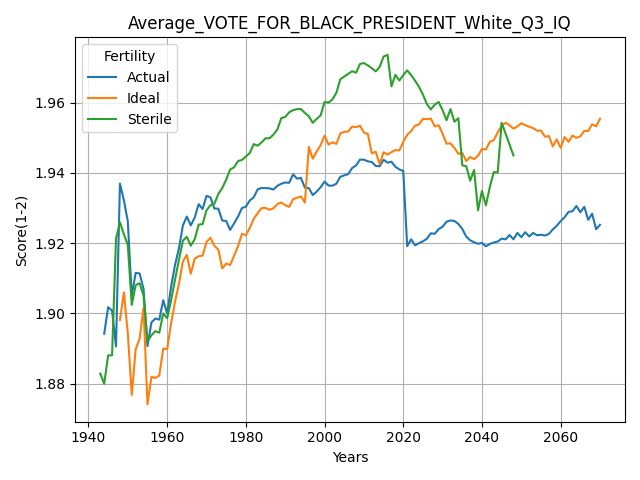 Average_VOTE_FOR_BLACK_PRESIDENT_White_Q3_IQ
Fertility
Actual
Ideal
Sterile
Score(1-2)
1.96
1.94
1.92
1.90
1.88
1940
1960
1980
2000
2020
2040
2060
Years